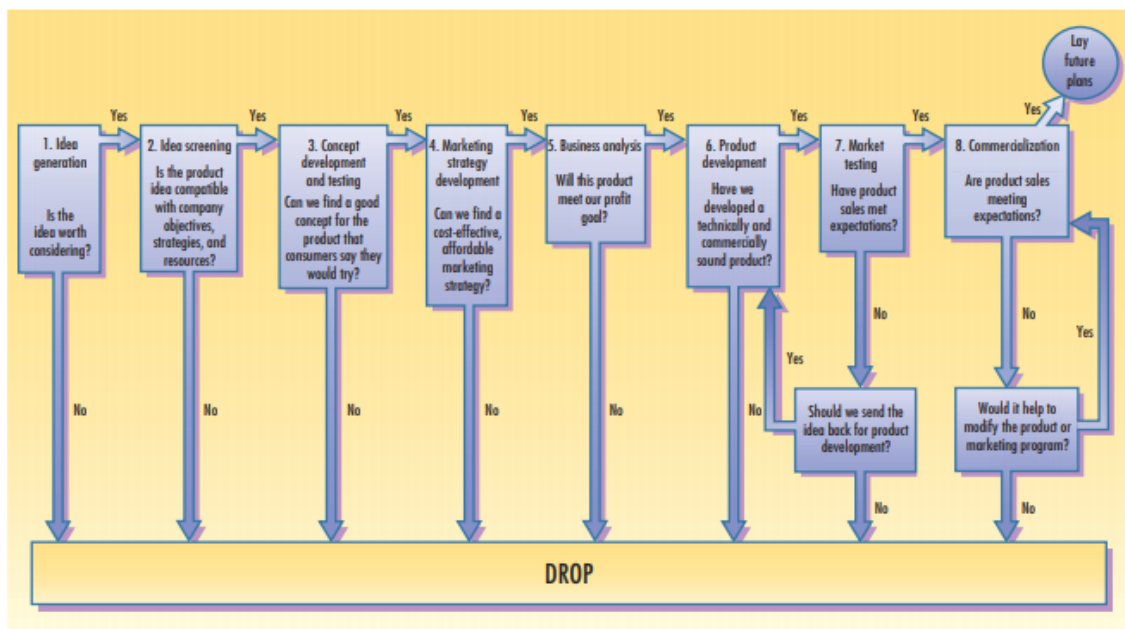 Lay
future
plans
Yes
Yes
Yes
Yes
Yes
Yes
Yes
Yes
1. Idea
generation
Is the
idea worth
considering?
2. Idea screening
Is the product
idea compatible
with company
objectives,
strategies, and
resources?
3. Concept
development
and testing
Can we find a good
concept for the
product that
consumers say they
would try?
4. Marketing
strategy
development
Can we find a
cost-effective,
affordable
marketing
strategy?
5. Business analysis
Will this product
meet our profit
goal?
6. Product
development
Have we
developed a
technically and
commercially
sound product?
7. Market
testing
Have product
sales met
expectations?
8. Commercialization
Are product sales
meeting
expectations?
No
No
Yes
Yes
No
No
No
No
No
No
Should we send the
idea back for product
development?
Would it help to
modify the product or
marketing program?
No
No
DROP